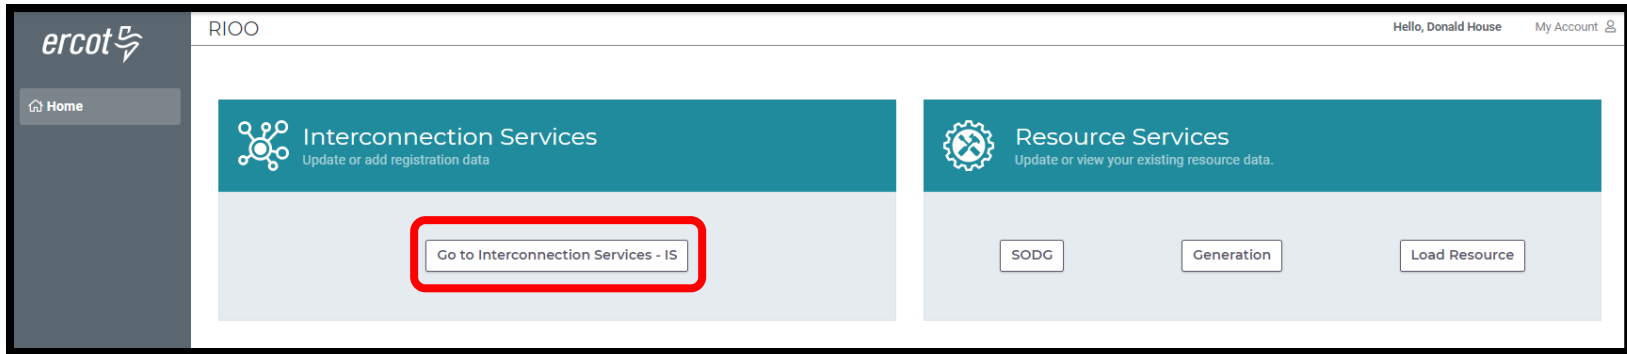 ercot
RIOO
Hello, Donald House
My Account
Home
Interconnection Services
Update or add registration data
Go to Interconnection Services - IS
Resource Services
Update or view your existing resource data.
SODG
Generation
Load Resource